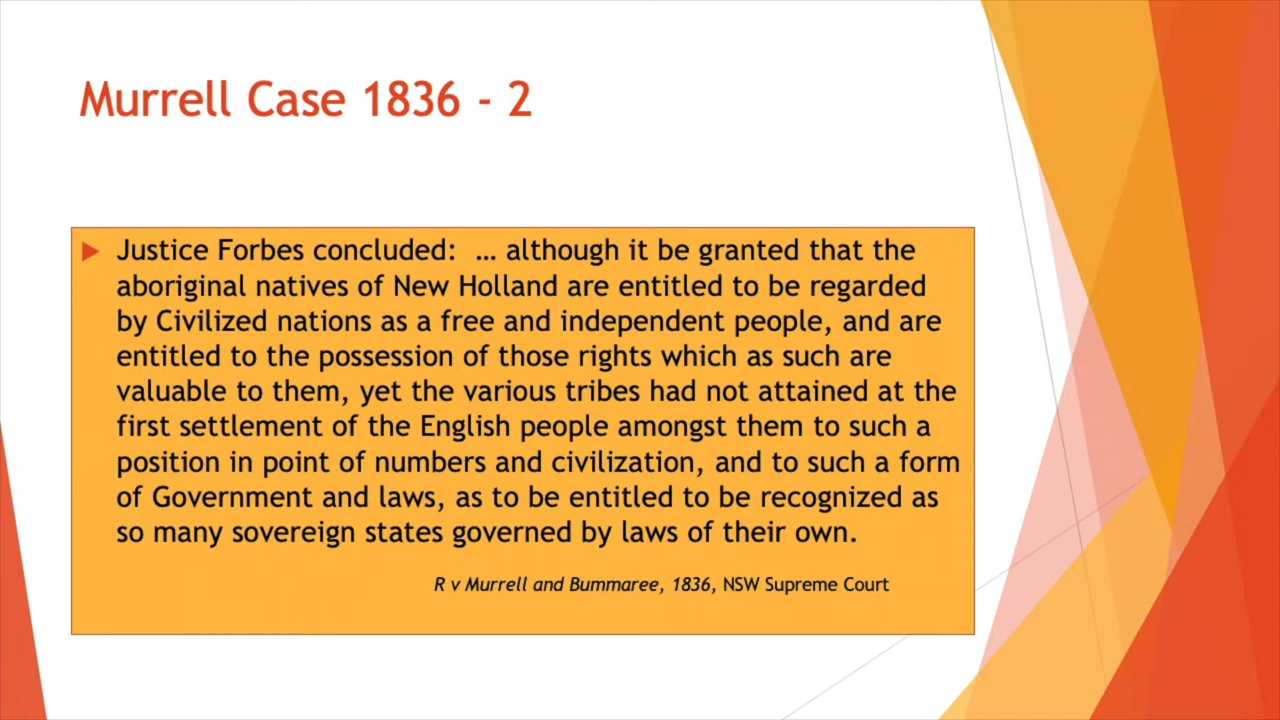 Murrell Case 1836 - 2
Justice Forbes concluded: … although it be granted that the
aboriginal natives of New Holland are entitled to be regarded
by Civilized nations as a free and independent people, and are
entitled to the possession of those rights which as such are
valuable to them, yet the various tribes had not attained at the
first settlement of the English people amongst them to such a
position in point of numbers and civilization, and to such a form
of Government and laws, as to be entitled to be recognized as
so many sovereign states governed by laws of their own.
R v Murrell and Bummaree, 1836, NSW Supreme Court